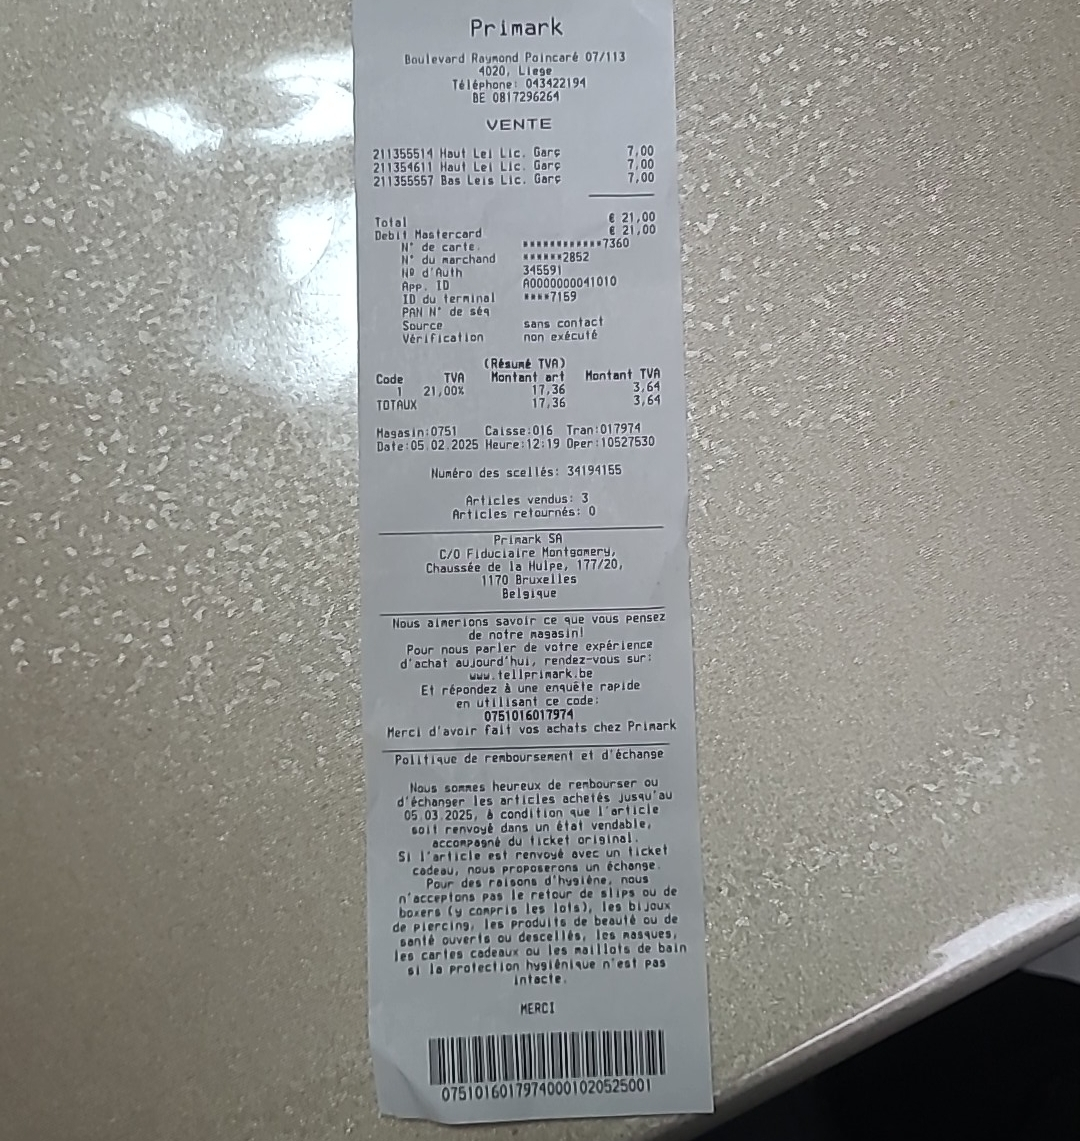 Primark
Boulevard Raymond Poincaré 07/113
4020, Liege
Téléphone: 043422194
BE 0817296264
VENTE
211355514 Haut Lei Lic. Garç 7,00
211354611 Haut Lei Lic. Garç 7,00
211355557 Bas Leis Lic. Garç 7,00
Total € 21,00
Debit Mastercard € 21,00
N° de carte. ************7360
N° du marchand ******2852
Nº d'Auth 345591
App. ID A0000000041010
ID du terminal ****7159
PAN N° de séq
Source sans contact
Vérification non exécuté
(Résumé TVA)
Code TVA Montant art Montant TVA
1 21,00% 17,36 3,64
TOTAUX 17,36 3,64
Magasin:0751 Caisse:016 Tran:017974
Date:05.02.2025 Heure:12:19 Oper:10527530
Numéro des scellés: 34194155
Articles vendus: 3
Articles retournés: 0
Primark SA
C/O Fiduciaire Montgomery,
Chaussée de la Hulpe, 177/20,
1170 Bruxelles
Belgique
Nous aimerions savoir ce que vous pensez
de notre magasin!
Pour nous parler de votre expérience
d'achat aujourd'hui, rendez-vous sur:
www.tellprimark.be
Et répondez à une enquête rapide
en utilisant ce code:
0751016017974
Merci d'avoir fait vos achats chez Primark
Politique de remboursement et d'échange
Nous sommes heureux de rembourser ou
d'échanger les articles achetés jusqu'au
05.03.2025, à condition que l'article
soit renvoyé dans un état vendable,
accompagné du ticket original.
Si l'article est renvoyé avec un ticket
cadeau, nous proposerons un échange.
Pour des raisons d'hygiène, nous
n'acceptons pas le retour de slips ou de
boxers (y compris les lots), les bijoux
de piercing, les produits de beauté ou de
santé ouverts ou descellés, les masques,
les cartes cadeaux ou les maillots de bain
si la protection hygiénique n'est pas
intacte.
MERCI
07510160179740001020525001